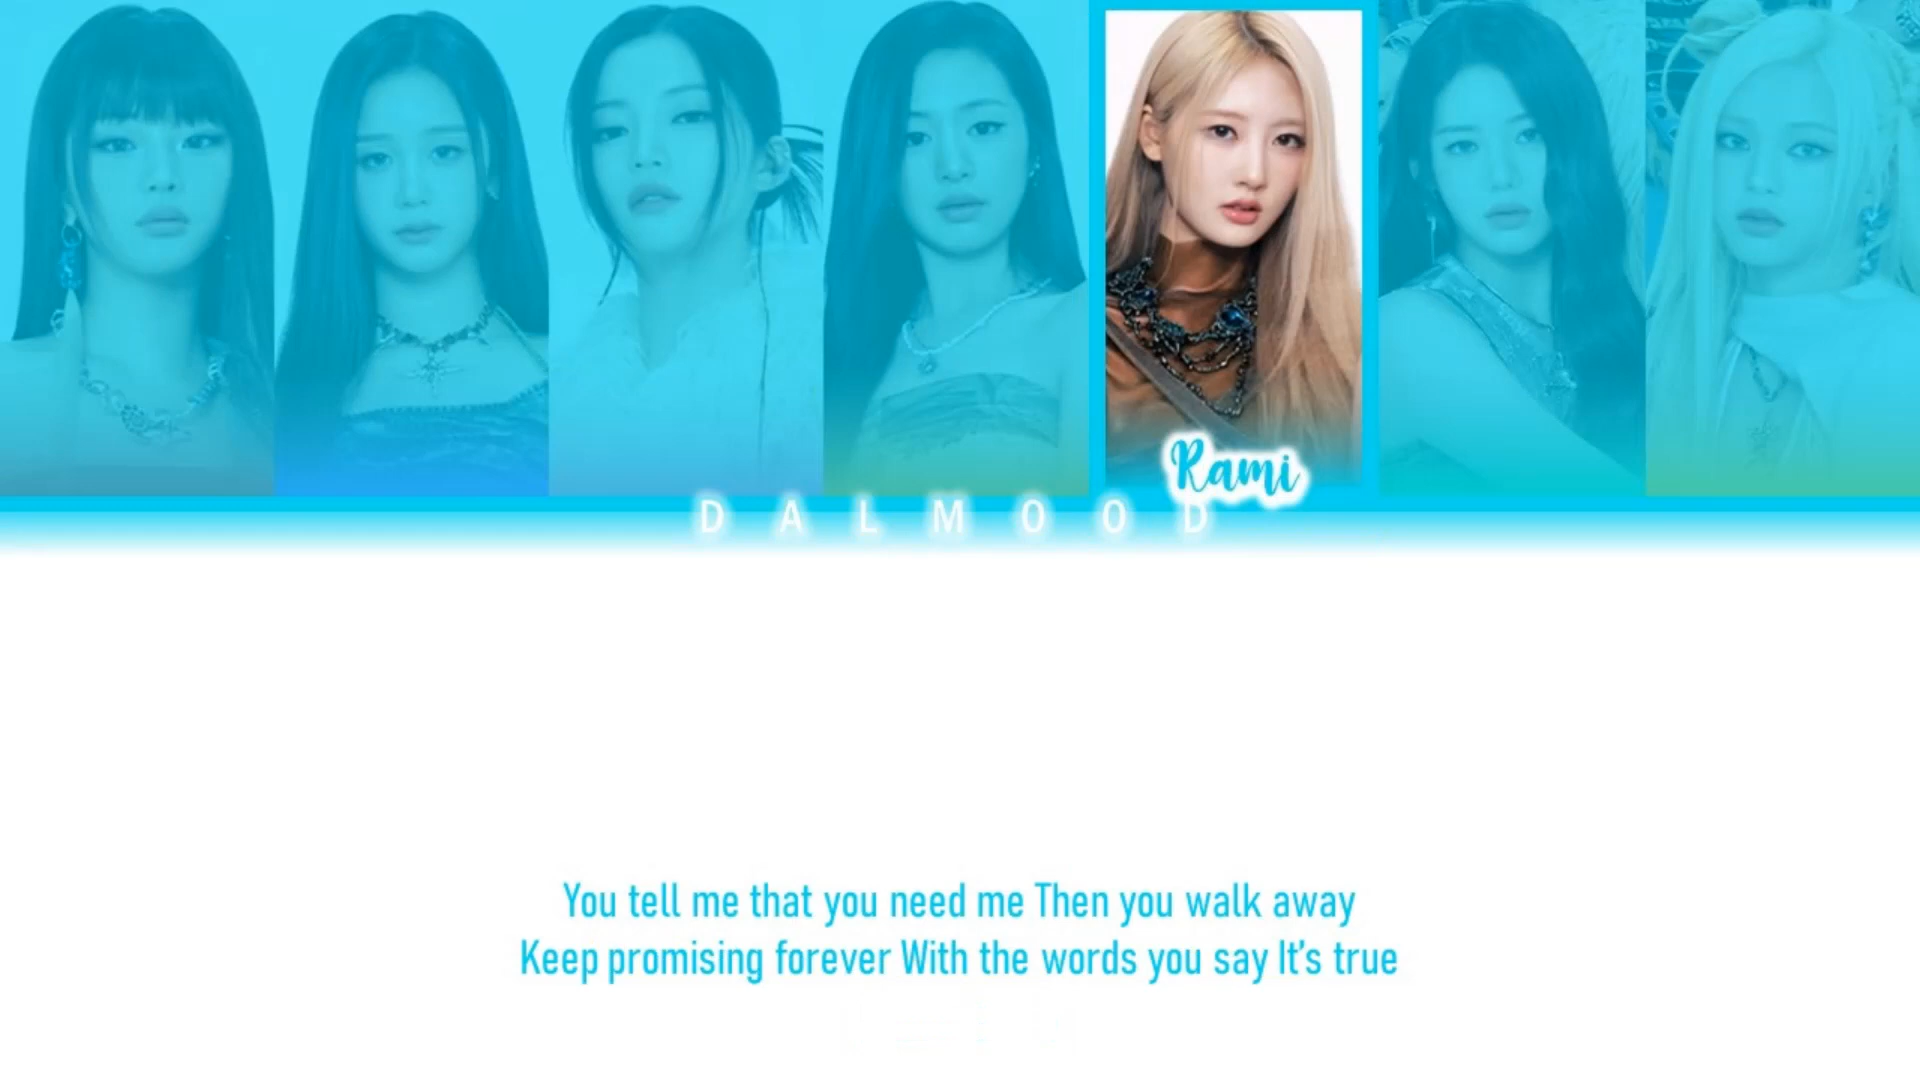 Rami
DALMOOD
You tell me that you need me Then you walk away
Keep promising forever With the words you say It's true